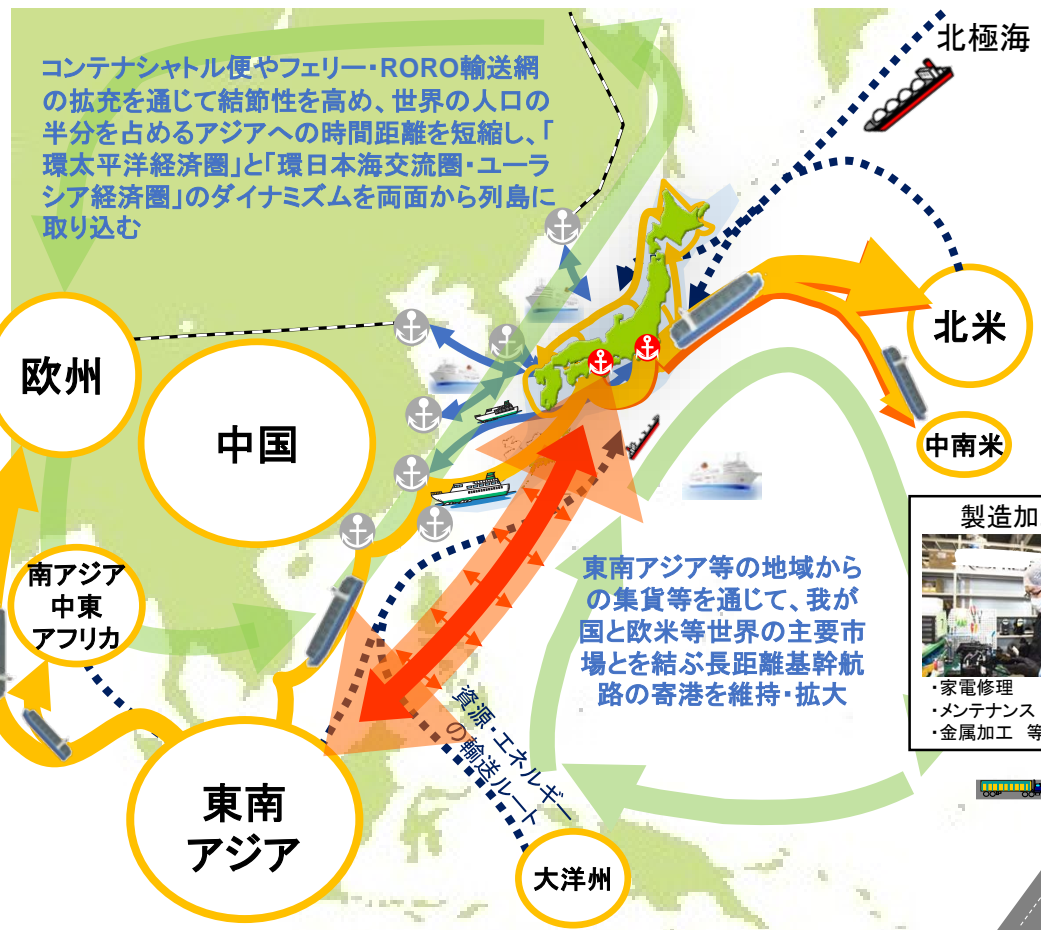 コンテナシャトル便やフェリー・RORO輸送網
の拡充を通じて結節性を高め、世界の人口の
半分を占めるアジアへの時間距離を短縮し、「
環太平洋経済圏」と「環日本海交流圏・ユーラ
シア経済圏」のダイナミズムを両面から列島に
取り込む
北極海
欧州
中国
北米
中南米
南アジア
中東
アフリカ
東南アジア等の地域から
の集貨等を通じて、我が
国と欧米等世界の主要市
場とを結ぶ長距離基幹航
路の寄港を維持・拡大
製造加
・家電修理
・メンテナンス
・金属加工 等
資源・エネルギー
の輸送ルート
東南
アジア
大洋州